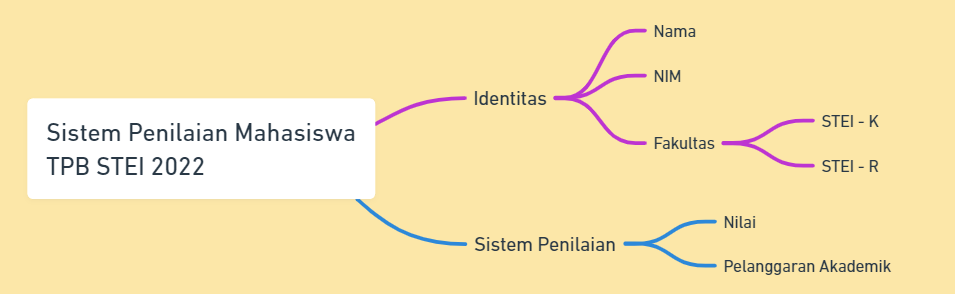 Sistem Penilaian Mahasiswa
TPB STEI 2022
Identitas
Nama
NIM
Fakultas
STEI - K
STEI - R
Sistem Penilaian
Nilai
Pelanggaran Akademik